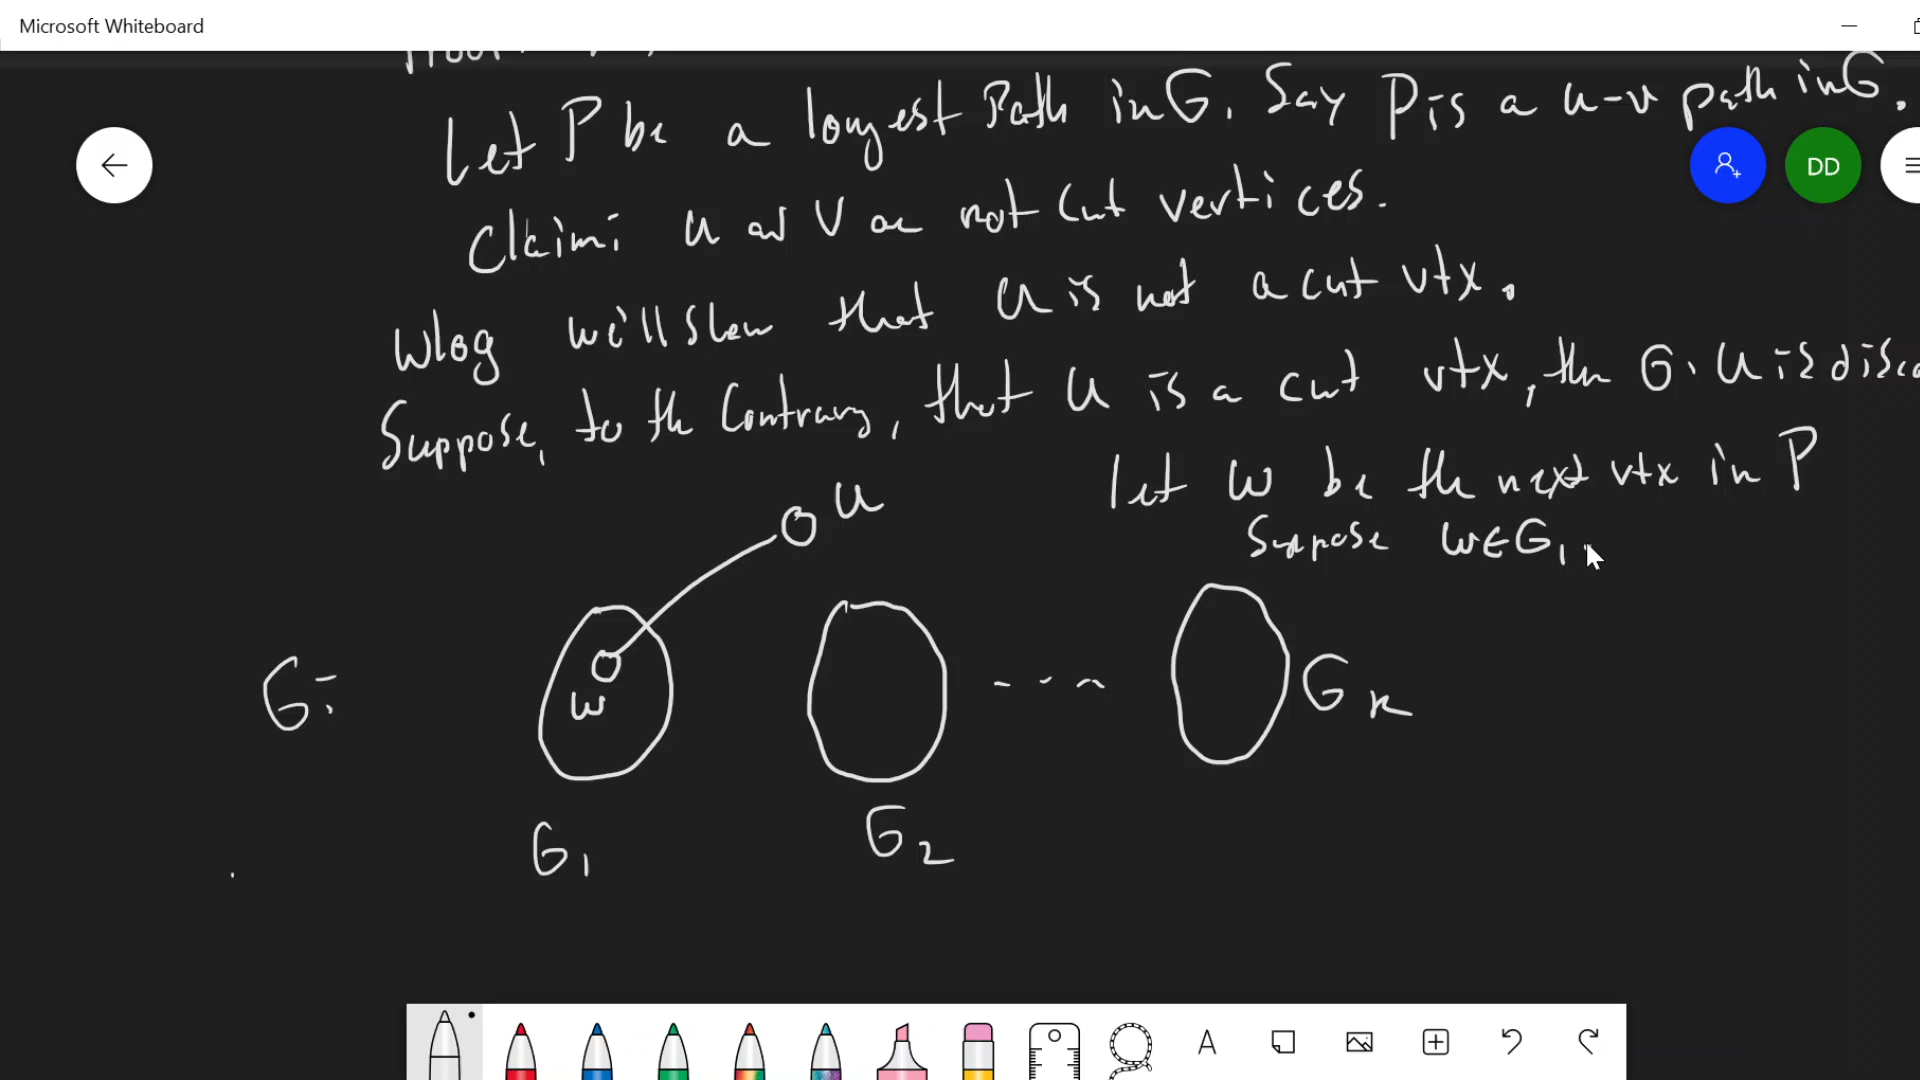 Microsoft Whiteboard
Let P be a longest Path in G. Say P is a u-v path in G.
DD
Claim: u and v are not cut vertices.
Wlog we'll show that u is not a cut vtx.
Suppose, to the contrary, that u is a cut vtx, then G - u is disco
let w be the next vtx in P
Suppose w∈G1
u
G:
w
G1
G2
Gk
A